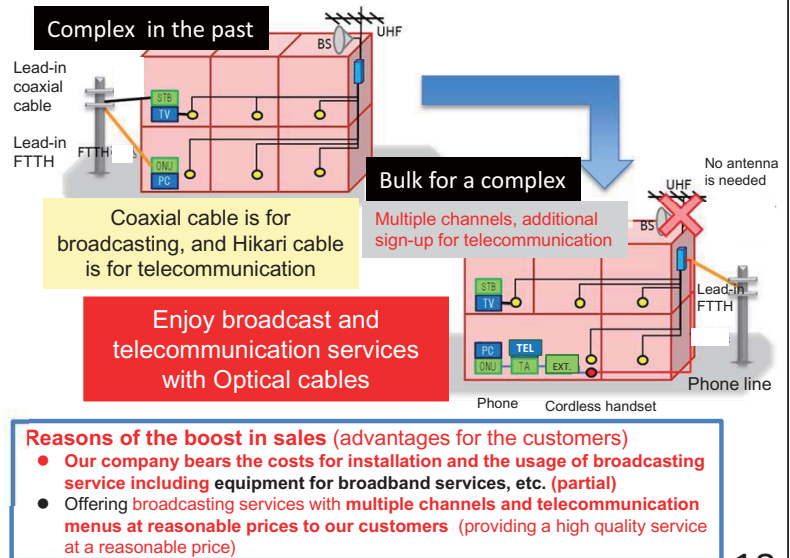 Complex in the past
UHF
BS
Lead-in
coaxial
cable
STB
TV
Lead-in
FTTH
FTTH
ONU
PC
Bulk for a complex
No antenna
is needed
UHF
BS
Multiple channels, additional
sign-up for telecommunication
Coaxial cable is for
broadcasting, and Hikari cable
is for telecommunication
STB
TV
Lead-in
FTTH
Enjoy broadcast and
telecommunication services
with Optical cables
PC
TEL
ONU
TA
EXT.
Phone line
Phone
Cordless handset
Reasons of the boost in sales (advantages for the customers)
● Our company bears the costs for installation and the usage of broadcasting
service including equipment for broadband services, etc. (partial)
● Offering broadcasting services with multiple channels and telecommunication
menus at reasonable prices to our customers (providing a high quality service
at a reasonable price)